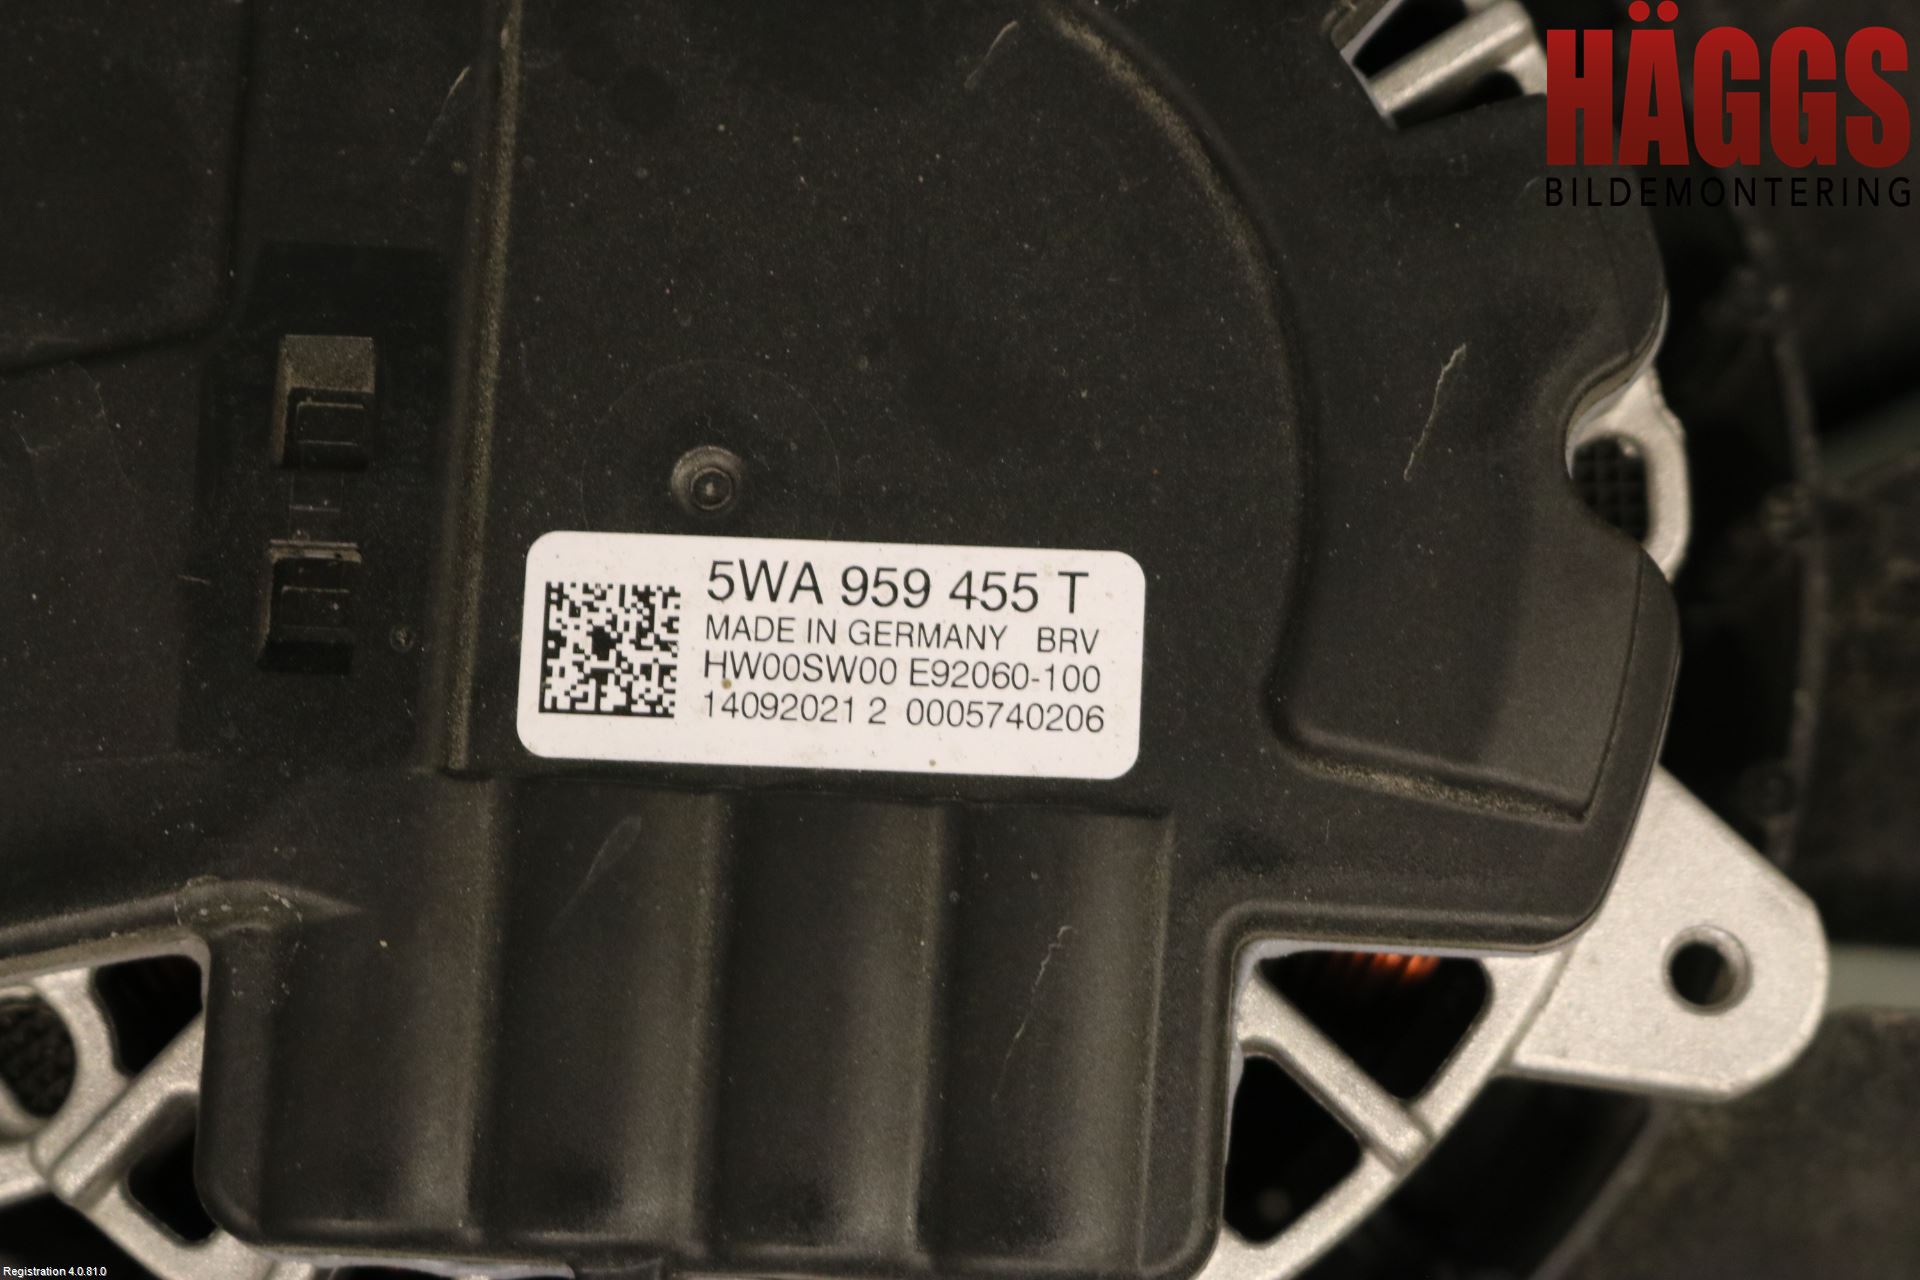 HÄGGS
BILDEMONTERING
5WA 959 455 T
MADE IN GERMANY BRV
HW00SW00 E92060-100
14092021 2 0005740206
Registration 4.0.81.0